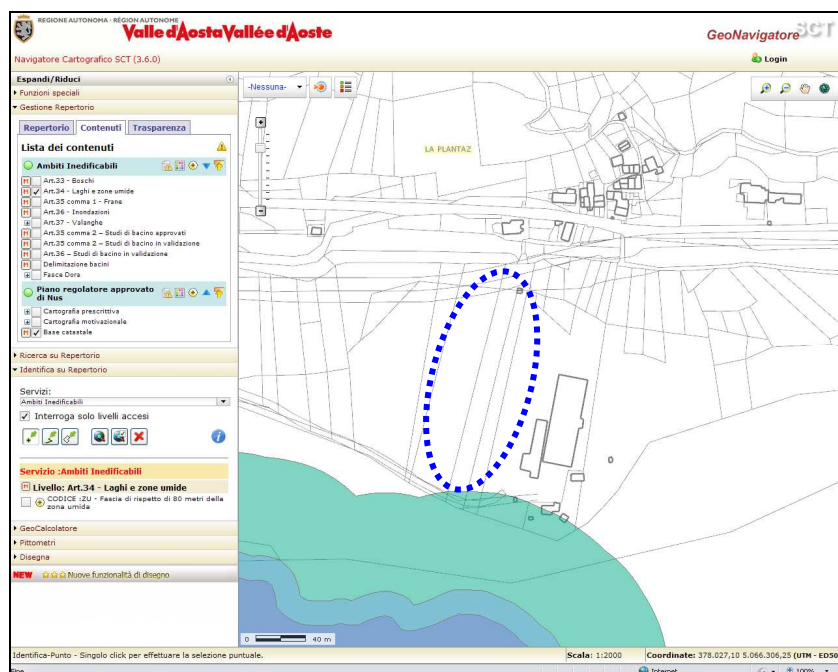 REGIONE AUTONOMA · RÉGION AUTONOME
Valle d'Aosta Vallée d'Aoste
GeoNavigatore SCT
Navigatore Cartografico SCT (3.6.0)
Login
Espandi/Riduci
Funzioni speciali
Gestione Repertorio
Repertorio Contenuti Trasparenza
Lista dei contenuti
Ambiti Inedificabili
Art.33 - Boschi
Art.34 - Laghi e zone umide
Art.35 comma 1 - Frane
Art.36 - Inondazioni
Art.37 - Valanghe
Art.35 comma 2 – Studi di bacino approvati
Art.35 comma 2 – Studi di bacino in validazione
Art.36 – Studi di bacino in validazione
Delimitazione bacini
Fasce Dora
Piano regolatore approvato
di Nus
Cartografia prescrittiva
Cartografia motivazionale
Base catastale
Ricerca su Repertorio
Identifica su Repertorio
Servizi:
Ambiti Inedificabili
Interroga solo livelli accesi
Servizio :Ambiti Inedificabili
Livello: Art.34 - Laghi e zone umide
CODICE :ZU - Fascia di rispetto di 80 metri della
zona umida
GeoCalcolatore
Pittometri
Disegna
NEW Nuove funzionalità di disegno
-Nessuna-
LA PLANTAZ
0 40 m
Identifica-Punto - Singolo click per effettuare la selezione puntuale.
Scala: 1:2000
Coordinate: 378.027,10 5.066.306,25 (UTM - ED50
Fine
Internet
100%